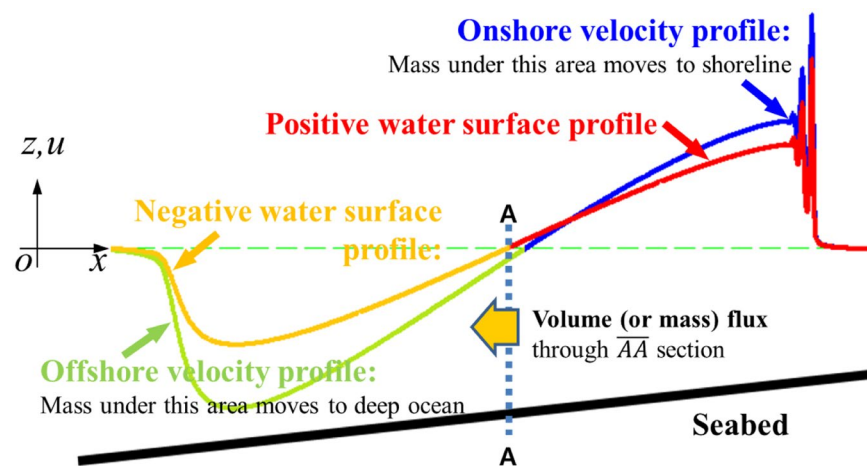 Onshore velocity profile:
Mass under this area moves to shoreline
Positive water surface profile
z,u
Negative water surface
profile:
A
o
x
Volume (or mass) flux
through AA section
Offshore velocity profile:
Mass under this area moves to deep ocean
Seabed
A